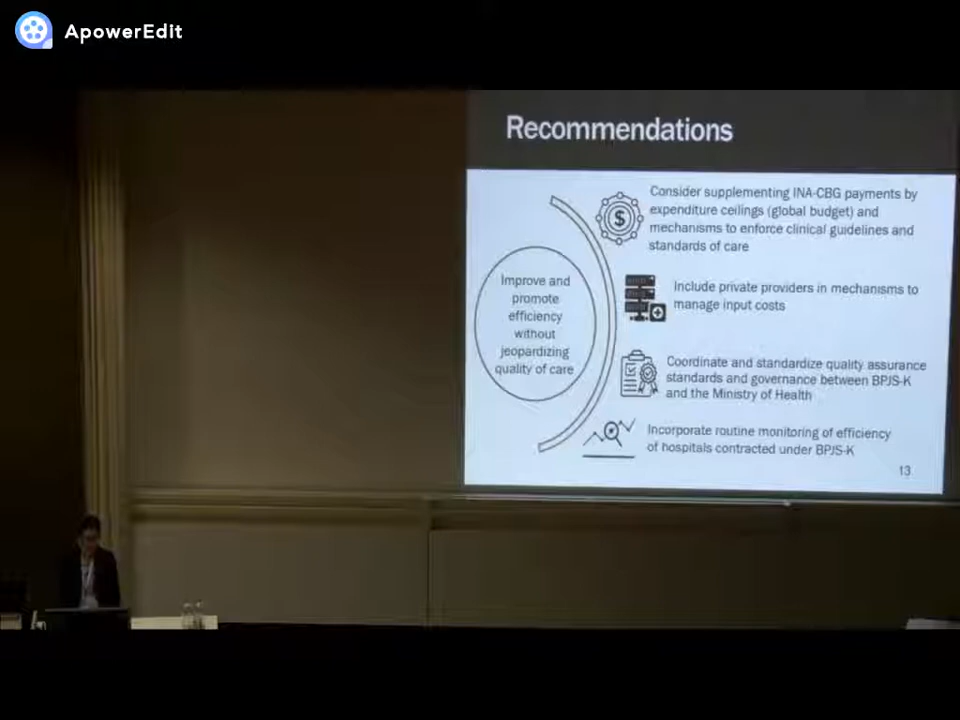 ApowerEdit
Recommendations
Consider supplementing INA-CBG payments by
expenditure ceilings (global budget) and
mechanisms to enforce clinical guidelines and
standards of care
Improve and
promote
efficiency
without
jeopardizing
quality of care
Include private providers in mechanisms to
manage input costs
Coordinate and standardize quality assurance
standards and governance between BPJS-K
and the Ministry of Health
Incorporate routine monitoring of efficiency
of hospitals contracted under BPJS-K
13